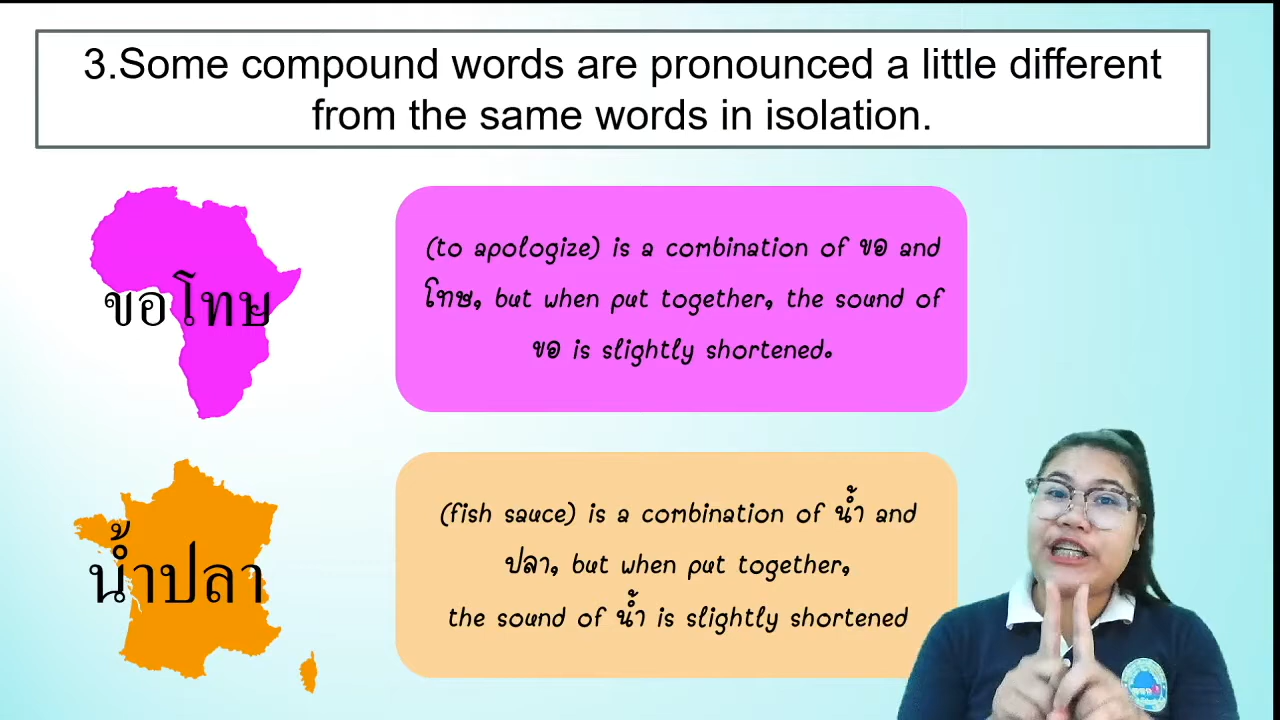 3.Some compound words are pronounced a little different
from the same words in isolation.
ขอโทษ
(to apologize) is a combination of ขอ and
โทษ, but when put together, the sound of
ขอ is slightly shortened.
น้ำปลา
(fish sauce) is a combination of น้ำ and
ปลา, but when put together,
the sound of น้ำ is slightly shortened